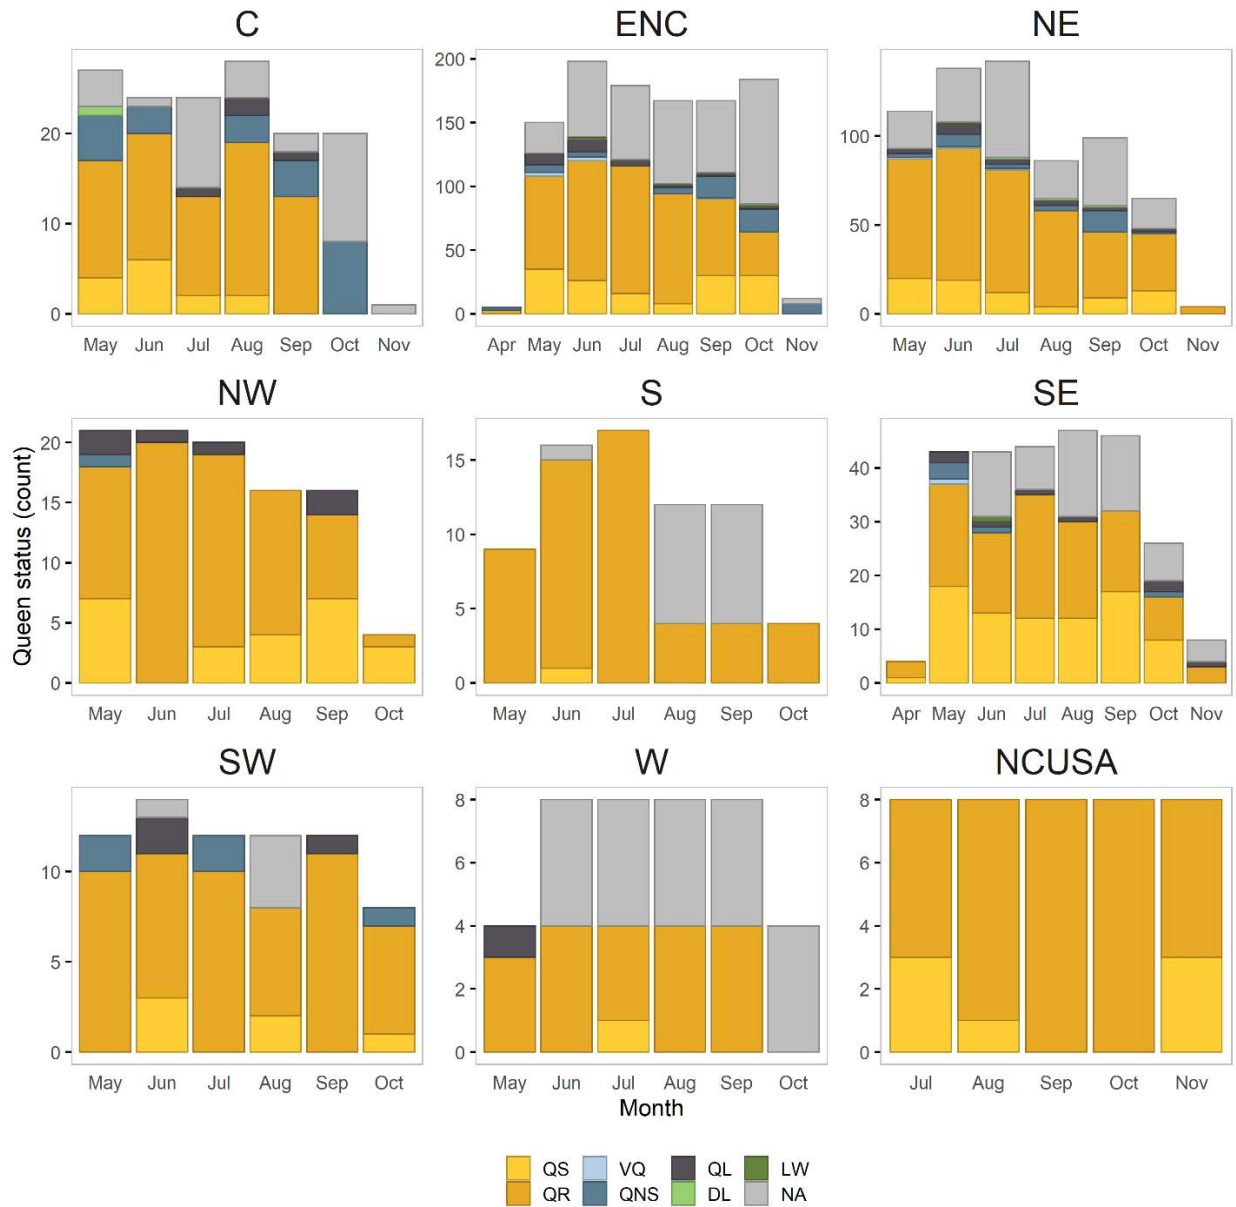 C
ENC
NE
20
10
0
May Jun Jul Aug Sep Oct Nov
200
150
100
50
0
Apr May Jun Jul Aug Sep Oct Nov
100
50
0
May Jun Jul Aug Sep Oct Nov
NW
S
SE
Queen status (count)
20
15
10
5
0
May Jun Jul Aug Sep Oct
15
10
5
0
May Jun Jul Aug Sep Oct
40
30
20
10
0
Apr May Jun Jul Aug Sep Oct Nov
SW
W
NCUSA
10
5
0
May Jun Jul Aug Sep Oct
8
6
4
2
0
May Jun Jul Aug Sep Oct
8
6
4
2
0
Jul Aug Sep Oct Nov
Month
QS VQ QL LW
QR QNS DL NA